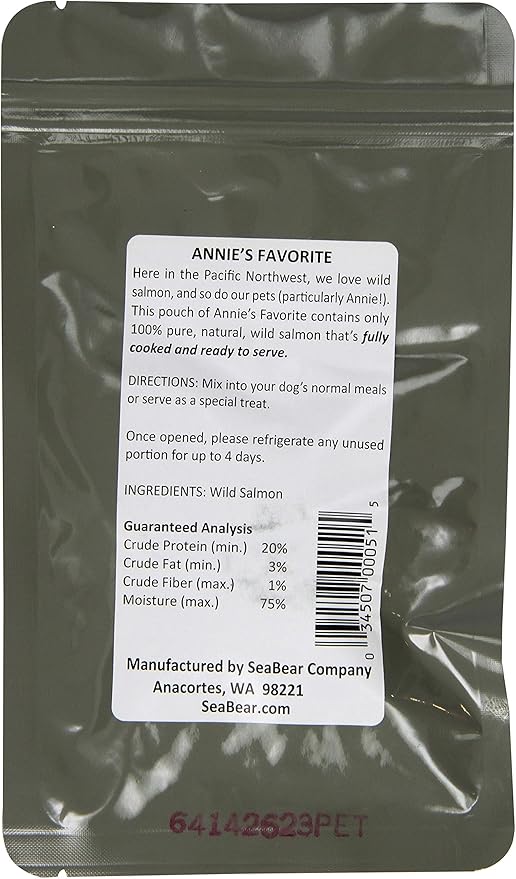 ANNIE'S FAVORITE
Here in the Pacific Northwest, we love wild
salmon, and so do our pets (particularly Annie!).
This pouch of Annie's Favorite contains only
100% pure, natural, wild salmon that's fully
cooked and ready to serve.
DIRECTIONS: Mix into your dog's normal meals
or serve as a special treat.
Once opened, please refrigerate any unused
portion for up to 4 days.
INGREDIENTS: Wild Salmon
Guaranteed Analysis
Crude Protein (min.) 20%
Crude Fat (min.) 3%
Crude Fiber (max.) 1%
Moisture (max.) 75%
0 34507 00051 5
Manufactured by SeaBear Company
Anacortes, WA 98221
SeaBear.com
64142623PET